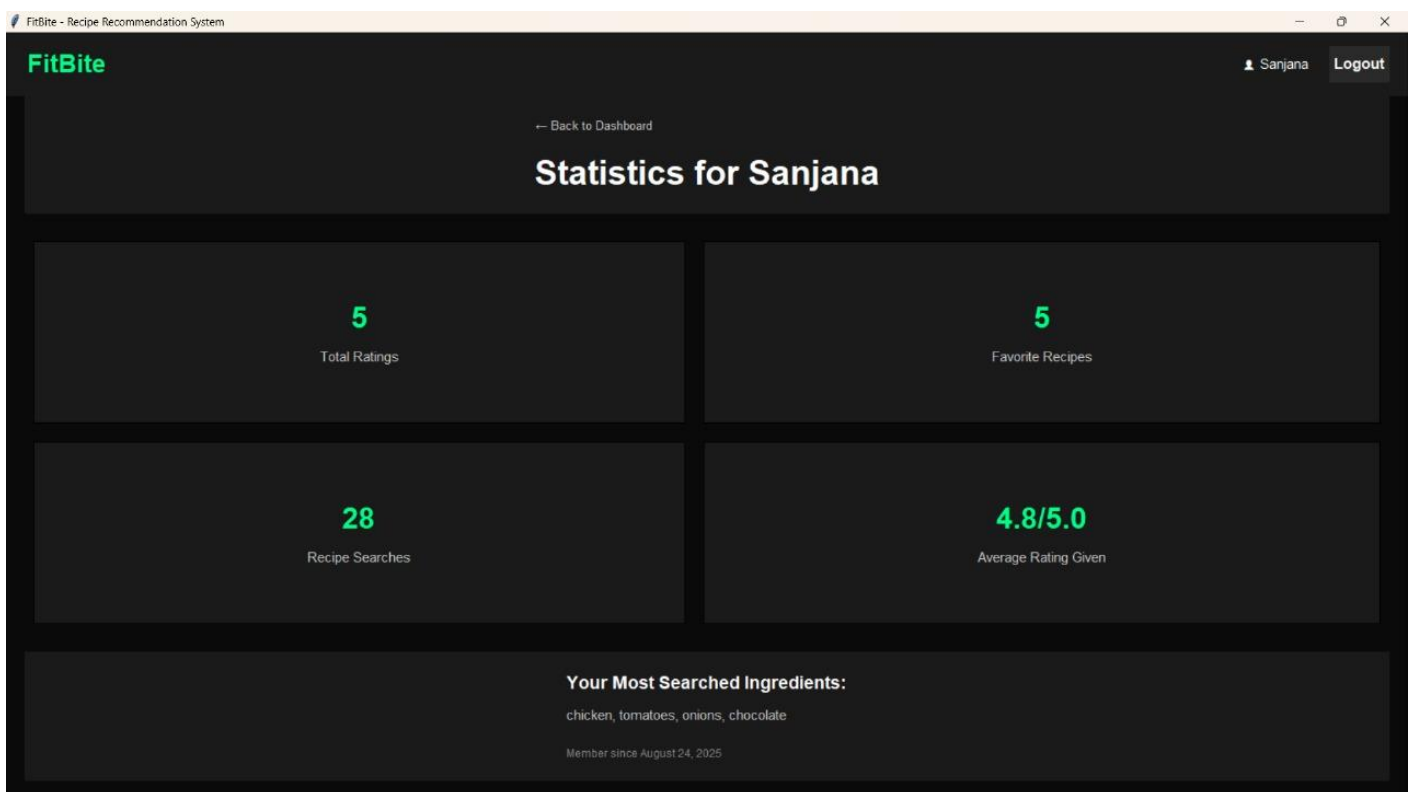 FitBite - Recipe Recommendation System
FitBite
Sanjana
Logout
← Back to Dashboard
Statistics for Sanjana
5
Total Ratings
5
Favorite Recipes
28
Recipe Searches
4.8/5.0
Average Rating Given
Your Most Searched Ingredients:
chicken, tomatoes, onions, chocolate
Member since August 24, 2025